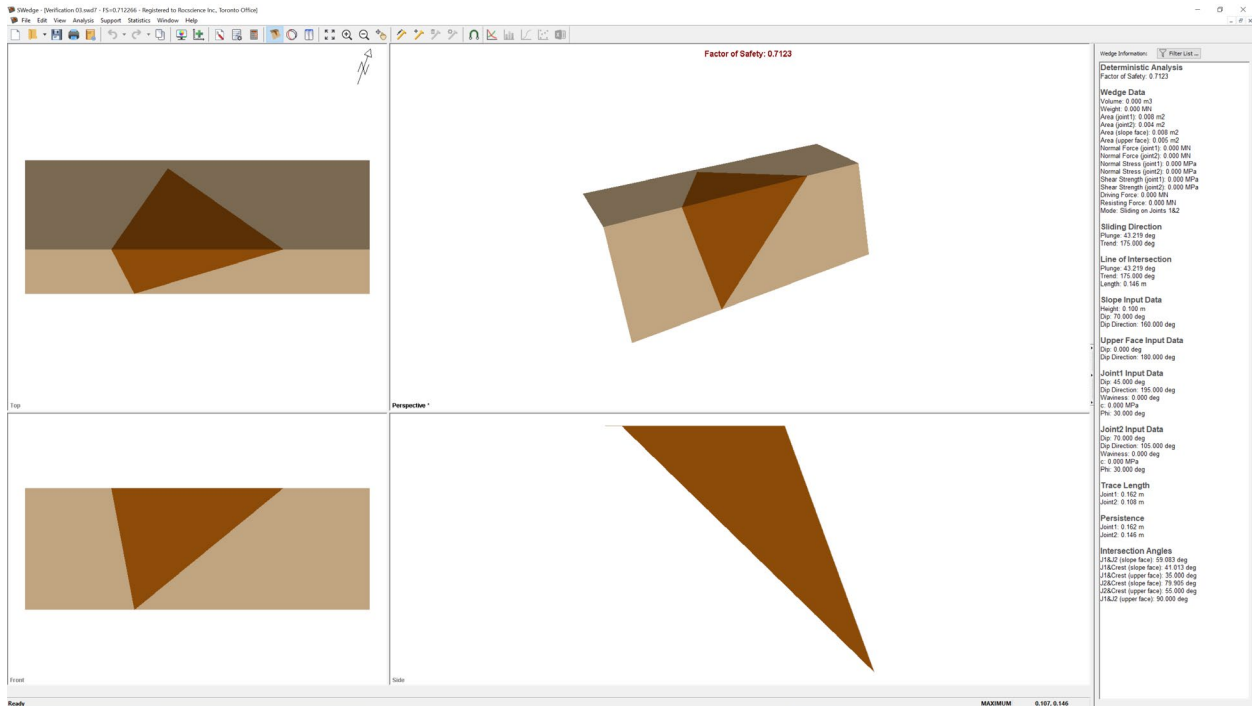 SWedge - [Verification 03.swd7 - FS=0.712266 - Registered to Rocscience Inc., Toronto Office]
File Edit View Analysis Support Statistics Window Help
Top
Factor of Safety: 0.7123
Perspective *
Front
Side
Wedge Information:
Filter List ...
Deterministic Analysis
Factor of Safety: 0.7123
Wedge Data
Volume: 0.000 m3
Weight: 0.000 MN
Area (joint1): 0.008 m2
Area (joint2): 0.004 m2
Area (slope face): 0.008 m2
Area (upper face): 0.005 m2
Normal Force (joint1): 0.000 MN
Normal Force (joint2): 0.000 MN
Normal Stress (joint1): 0.000 MPa
Normal Stress (joint2): 0.000 MPa
Shear Strength (joint1): 0.000 MPa
Shear Strength (joint2): 0.000 MPa
Driving Force: 0.000 MN
Resisting Force: 0.000 MN
Mode: Sliding on Joints 1&2
Sliding Direction
Plunge: 43.219 deg
Trend: 175.000 deg
Line of Intersection
Plunge: 43.219 deg
Trend: 175.000 deg
Length: 0.146 m
Slope Input Data
Height: 0.100 m
Dip: 70.000 deg
Dip Direction: 160.000 deg
Upper Face Input Data
Dip: 0.000 deg
Dip Direction: 180.000 deg
Joint1 Input Data
Dip: 45.000 deg
Dip Direction: 195.000 deg
Waviness: 0.000 deg
c: 0.000 MPa
Phi: 30.000 deg
Joint2 Input Data
Dip: 70.000 deg
Dip Direction: 105.000 deg
Waviness: 0.000 deg
c: 0.000 MPa
Phi: 30.000 deg
Trace Length
Joint1: 0.162 m
Joint2: 0.108 m
Persistence
Joint1: 0.162 m
Joint2: 0.146 m
Intersection Angles
J1&J2 (slope face): 59.083 deg
J1&Crest (slope face): 41.013 deg
J1&Crest (upper face): 35.000 deg
J2&Crest (slope face): 79.905 deg
J2&Crest (upper face): 55.000 deg
J1&J2 (upper face): 90.000 deg
Ready
MAXIMUM 0.107, 0.146